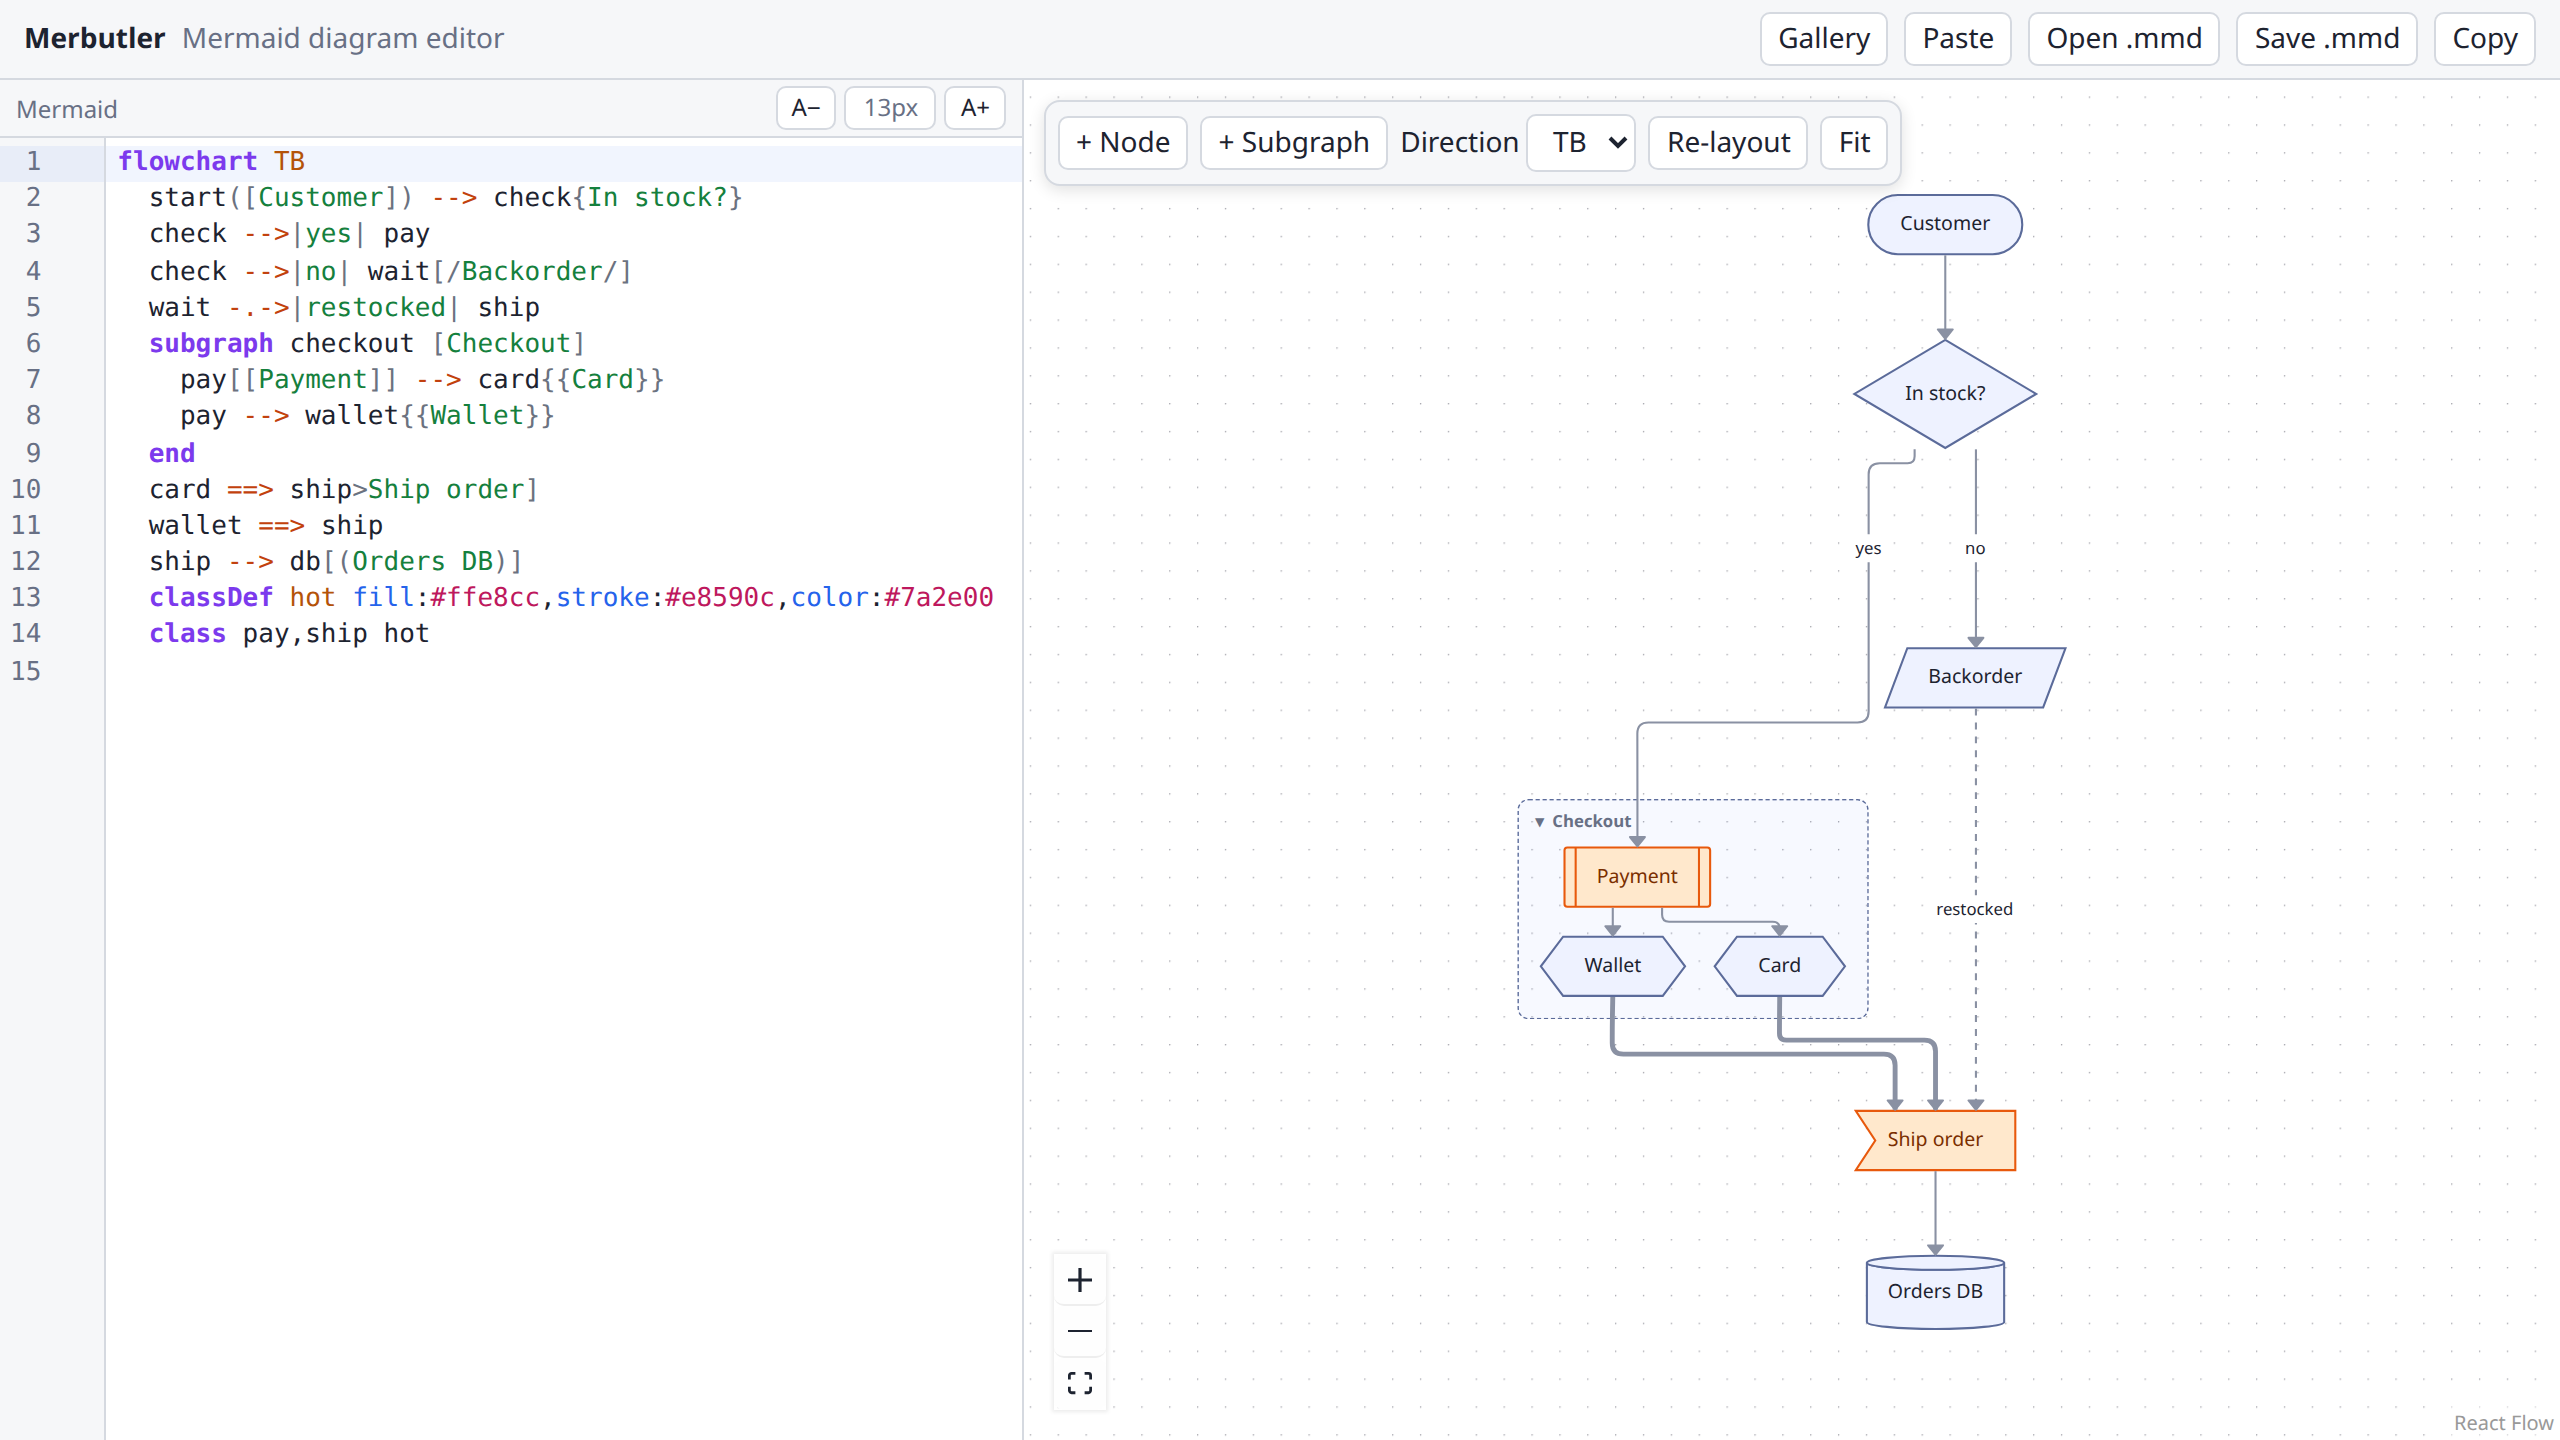 Merbutler Mermaid diagram editor
Gallery Paste Open .mmd Save .mmd Copy
Mermaid A− 13px A+
1 flowchart TB
2 start([Customer]) --> check{In stock?}
3 check -->|yes| pay
4 check -->|no| wait[/Backorder/]
5 wait -.->|restocked| ship
6 subgraph checkout [Checkout]
7 pay[[Payment]] --> card{{Card}}
8 pay --> wallet{{Wallet}}
9 end
10 card ==> ship>Ship order]
11 wallet ==> ship
12 ship --> db[(Orders DB)]
13 classDef hot fill:#ffe8cc,stroke:#e8590c,color:#7a2e00
14 class pay,ship hot
15
+ Node + Subgraph Direction TB Re-layout Fit
Customer
In stock?
yes no
Backorder
▼ Checkout
Payment
restocked
Wallet Card
Ship order
Orders DB
React Flow